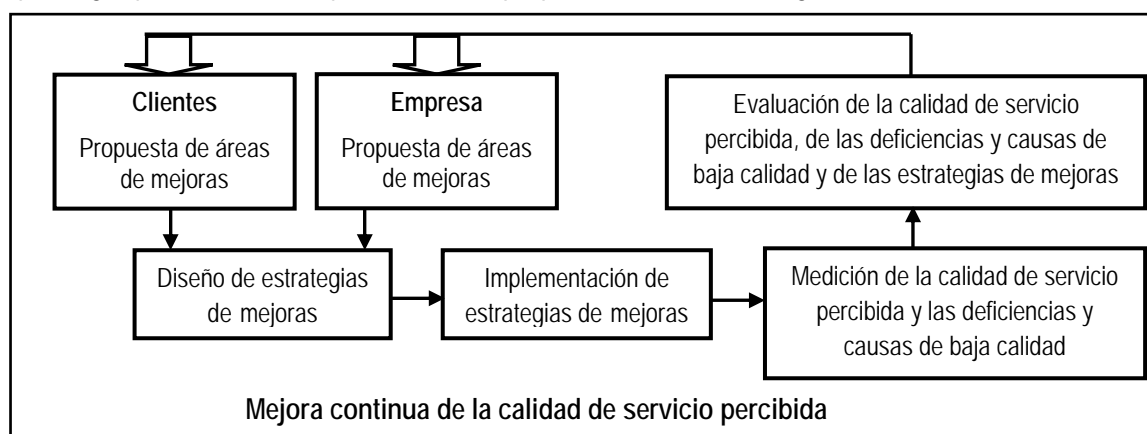 Clientes
Propuesta de áreas
de mejoras
Empresa
Propuesta de áreas
de mejoras
Evaluación de la calidad de servicio
percibida, de las deficiencias y causas de
baja calidad y de las estrategias de mejoras
Diseño de estrategias
de mejoras
Implementación de
estrategias de mejoras
Medición de la calidad de servicio
percibida y las deficiencias y
causas de baja calidad
Mejora continua de la calidad de servicio percibida